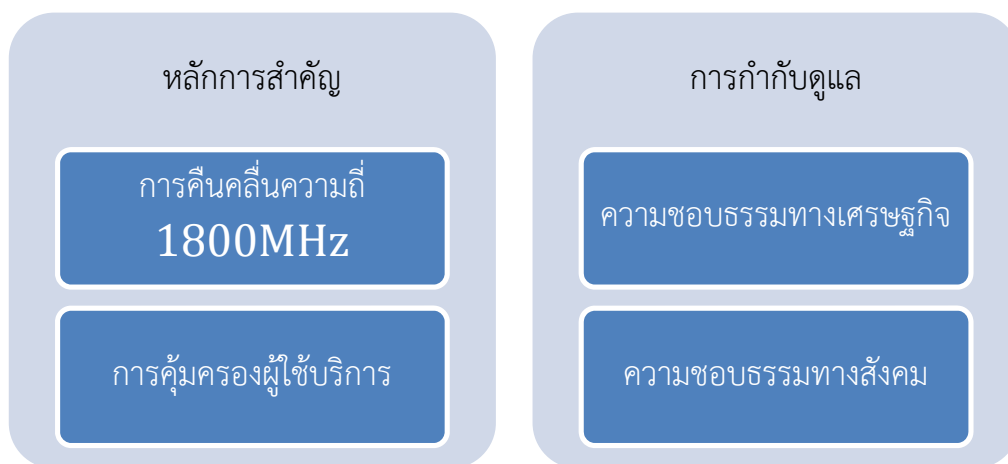 หลักการสำคัญ
การคืนคลื่นความถี่
1800MHz
การคุ้มครองผู้ใช้บริการ
การกำกับดูแล
ความชอบธรรมทางเศรษฐกิจ
ความชอบธรรมทางสังคม